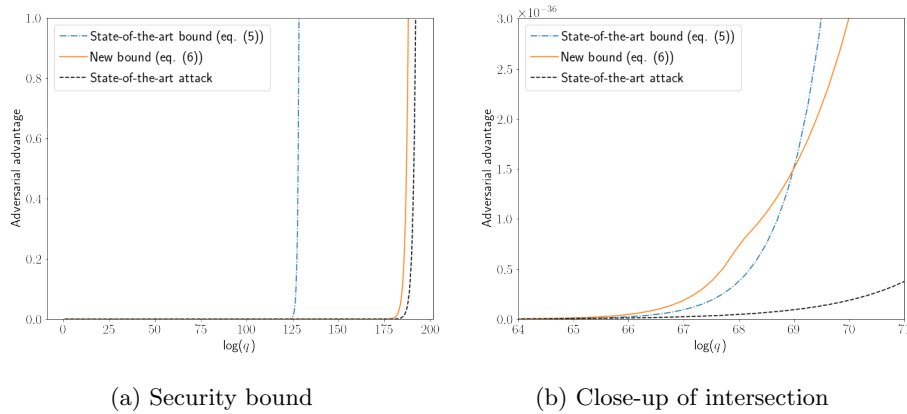 1.0
0.8
0.6
0.4
0.2
0.0
Adversarial advantage
State-of-the-art bound (eq. (5))
New bound (eq. (6))
State-of-the-art attack
0 25 50 75 100 125 150 175 200
log(q)
(a) Security bound
1e−36
3.0
2.5
2.0
1.5
1.0
0.5
0.0
Adversarial advantage
State-of-the-art bound (eq. (5))
New bound (eq. (6))
State-of-the-art attack
64 65 66 67 68 69 70 71
log(q)
(b) Close-up of intersection